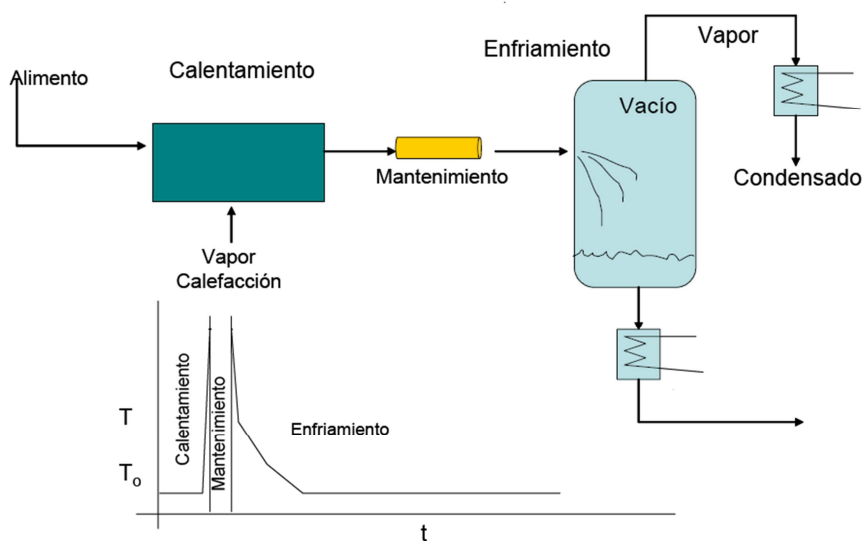 Alimento
Calentamiento
Enfriamiento
Vapor
Vacío
Mantenimiento
Condensado
Vapor
Calefacción
Calentamiento
Mantenimiento
Enfriamiento
T
To
t